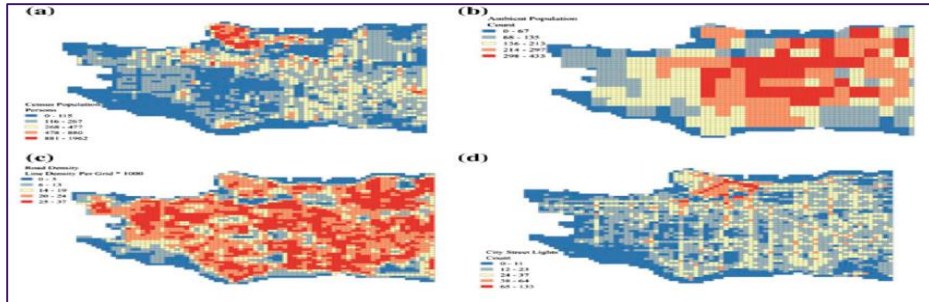 (a)
Census Population
Persons
0 - 115
116 - 267
268 - 477
478 - 880
881 - 1962
(b)
Ambient Population
Count
0 - 67
68 - 135
136 - 213
214 - 297
298 - 433
(c)
Road Density
Line Density Per Grid * 1000
0 - 5
6 - 13
14 - 19
20 - 24
25 - 37
(d)
City Street Lights
Count
0 - 11
12 - 23
24 - 37
38 - 64
65 - 133